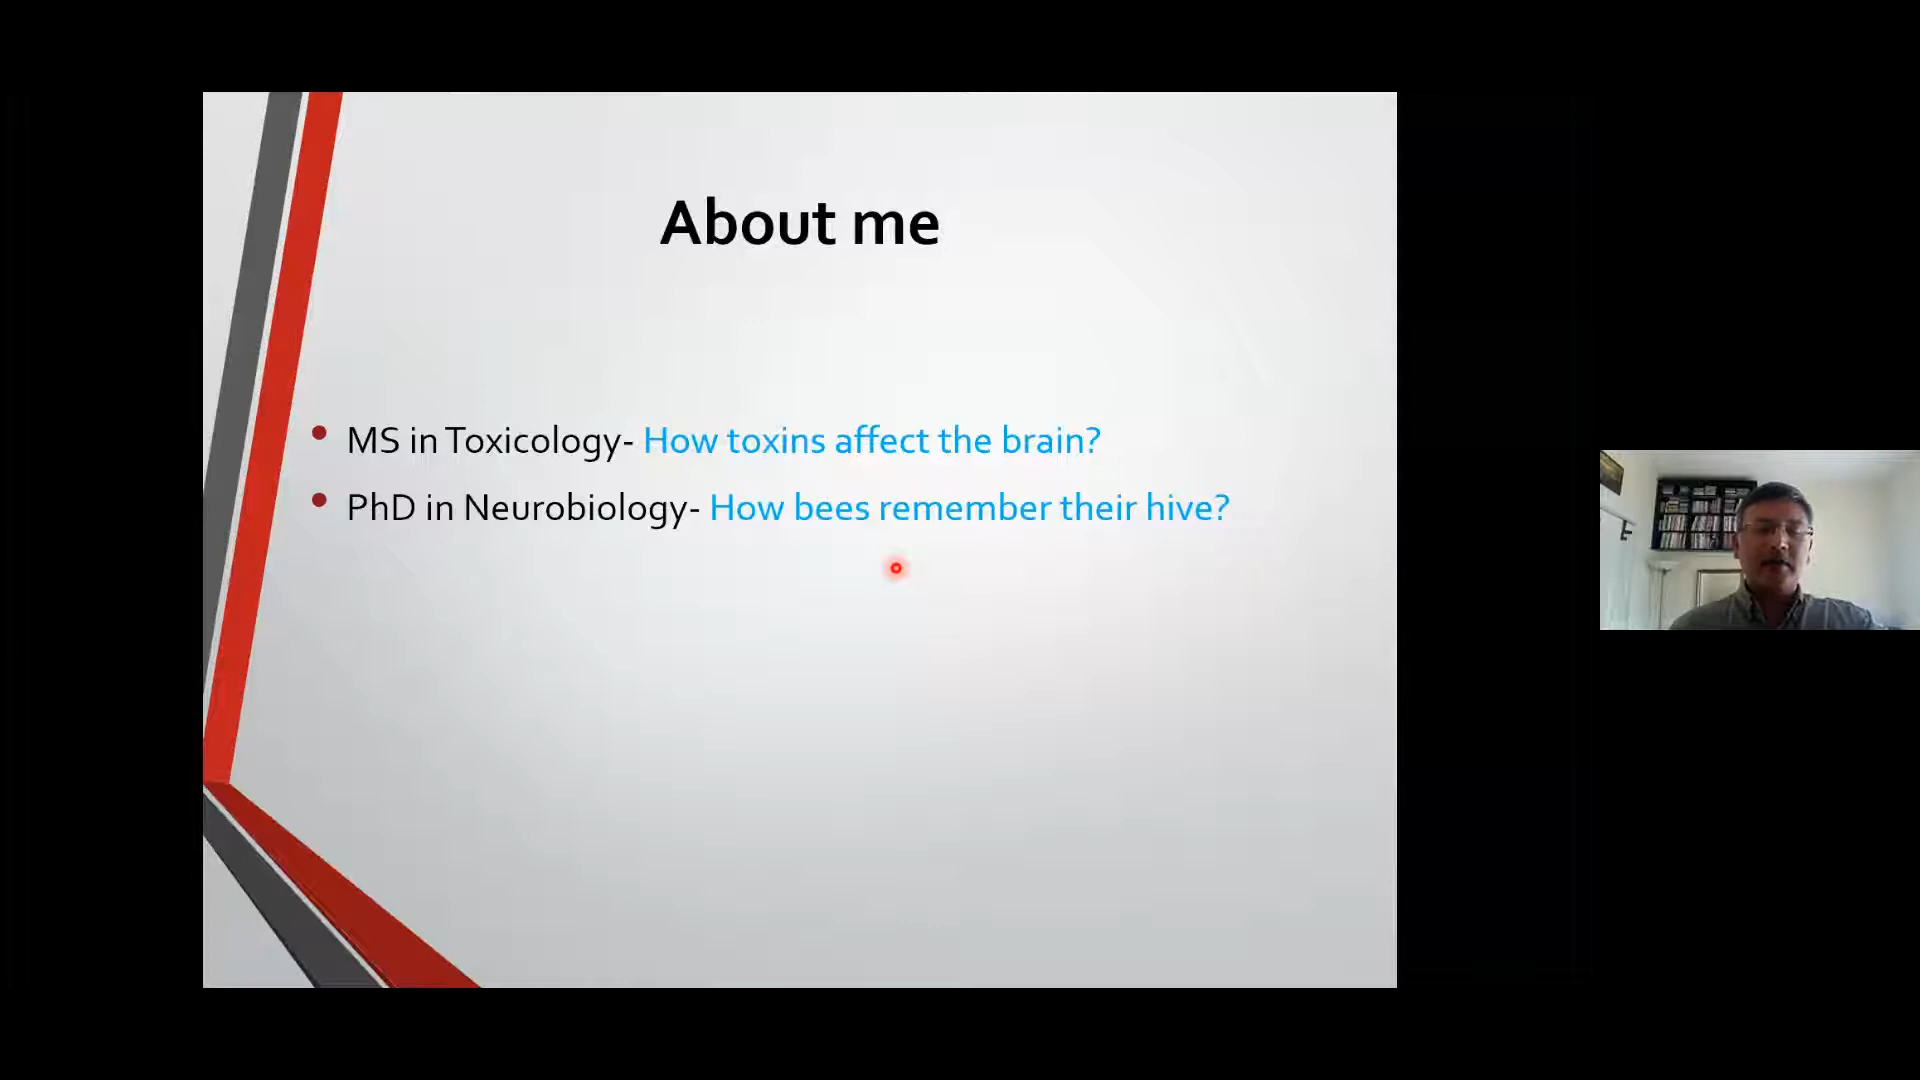 About me
MS in Toxicology- How toxins affect the brain?
PhD in Neurobiology- How bees remember their hive?